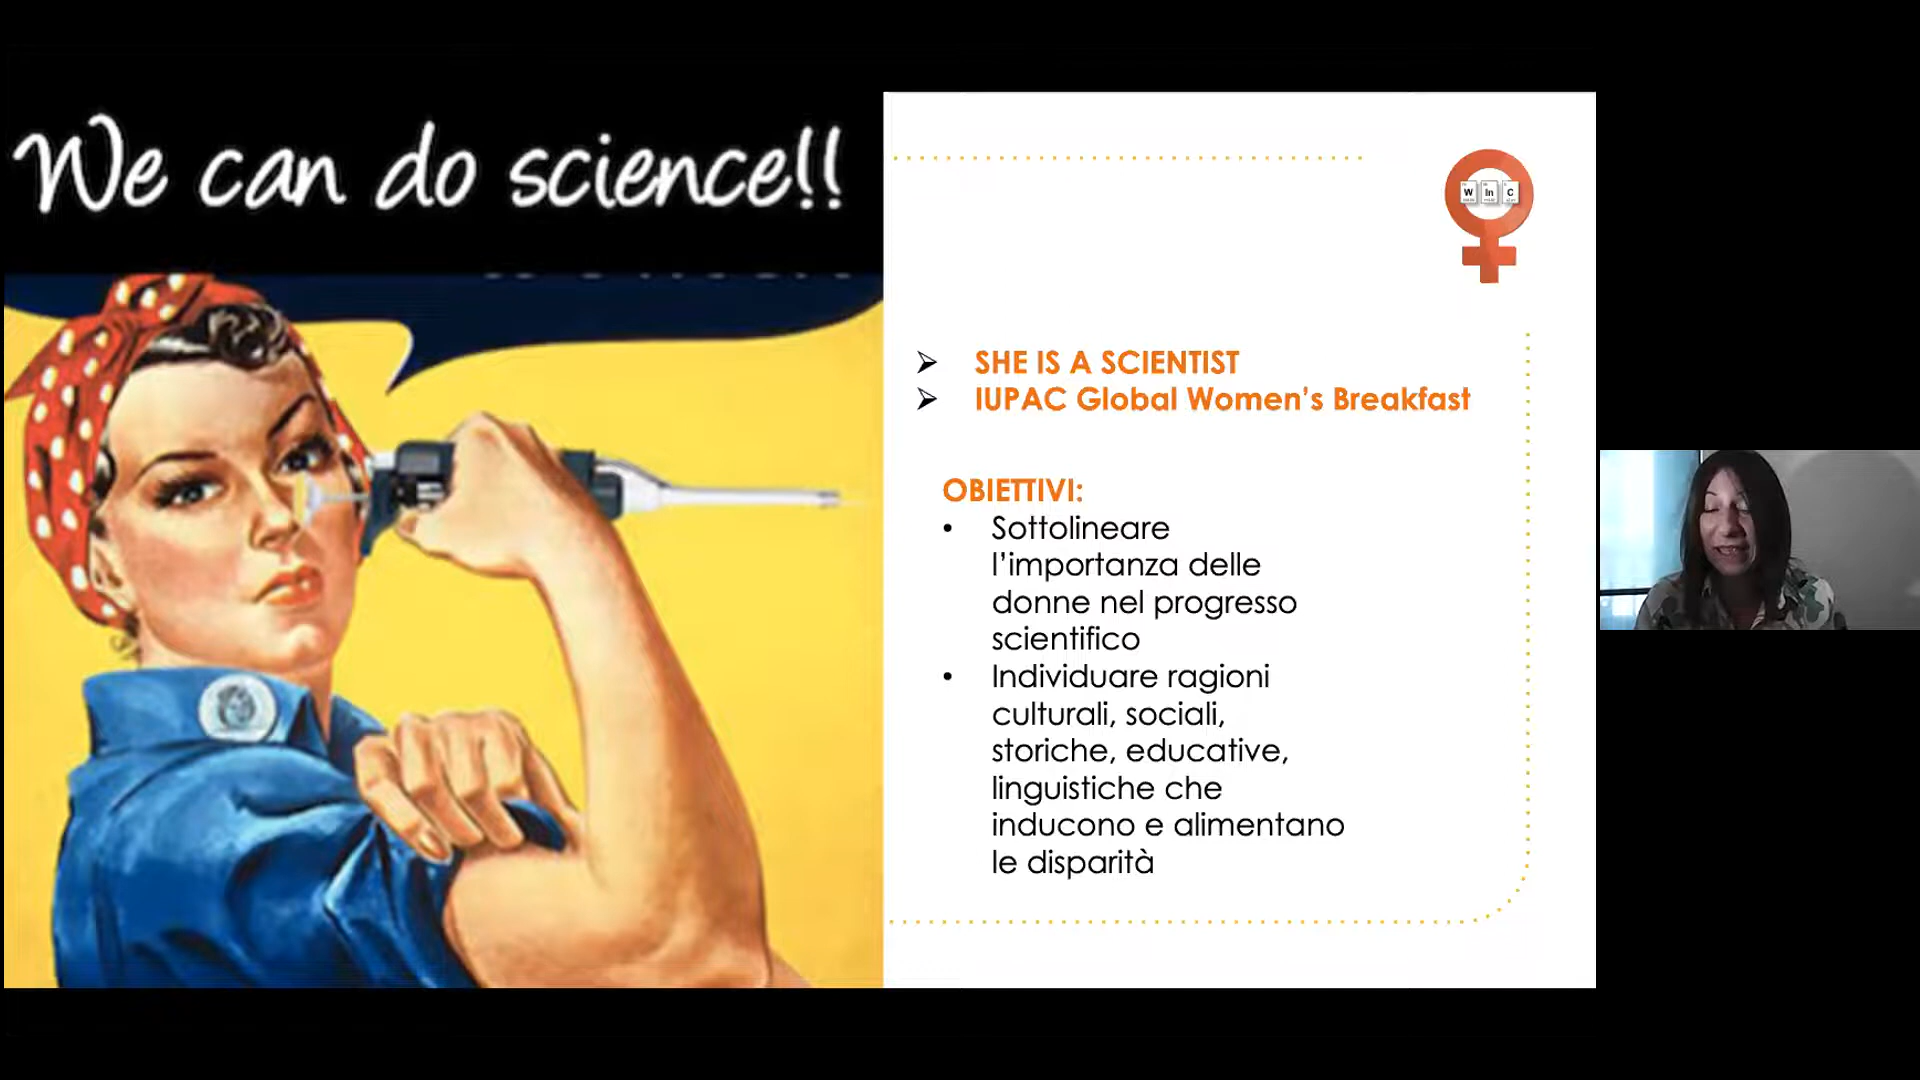 We can do science!!
W In C
SHE IS A SCIENTIST
IUPAC Global Women's Breakfast
OBIETTIVI:
• Sottolineare
l'importanza delle
donne nel progresso
scientifico
• Individuare ragioni
culturali, sociali,
storiche, educative,
linguistiche che
inducono e alimentano
le disparità